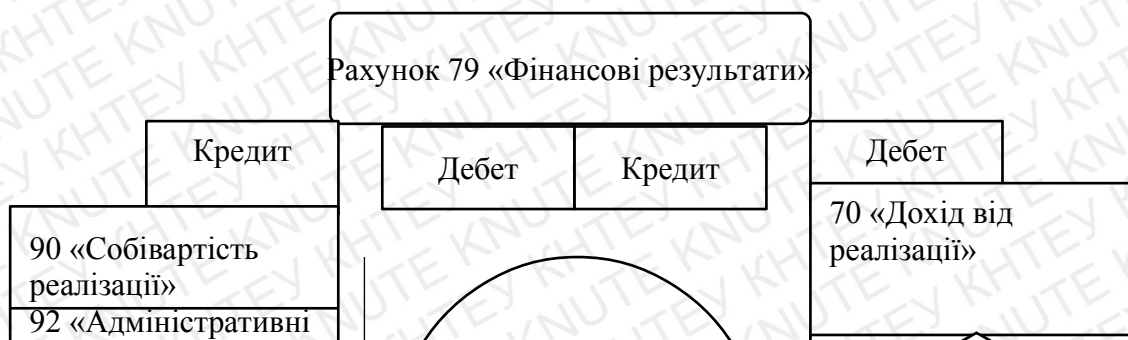 Рахунок 79 «Фінансові результати»
Кредит
Дебет
Кредит
Дебет
90 «Собівартість
реалізації»
92 «Адміністративні
70 «Дохід від
реалізації»